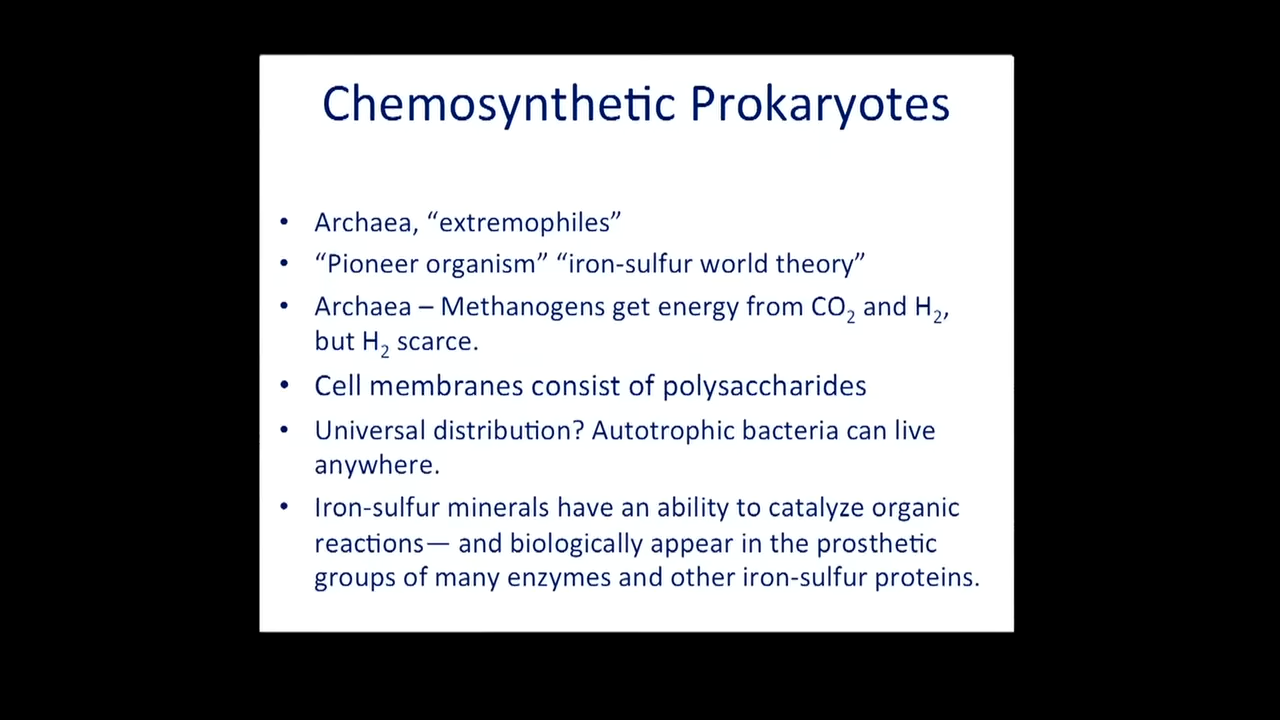 Chemosynthetic Prokaryotes
• Archaea, “extremophiles”
• “Pioneer organism” “iron-sulfur world theory”
• Archaea – Methanogens get energy from CO₂ and H₂,
but H₂ scarce.
• Cell membranes consist of polysaccharides
• Universal distribution? Autotrophic bacteria can live
anywhere.
• Iron-sulfur minerals have an ability to catalyze organic
reactions— and biologically appear in the prosthetic
groups of many enzymes and other iron-sulfur proteins.